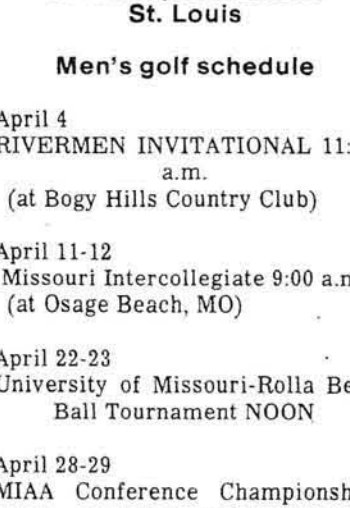 St. Louis
Men's golf schedule
April 4
RIVERMEN INVITATIONAL 11:
a.m.
(at Bogy Hills Country Club)
April 11-12
Missouri Intercollegiate 9:00 a.m
(at Osage Beach, MO)
April 22-23
University of Missouri-Rolla Be
Ball Tournament NOON
April 28-29
MIAA Conference Championsh